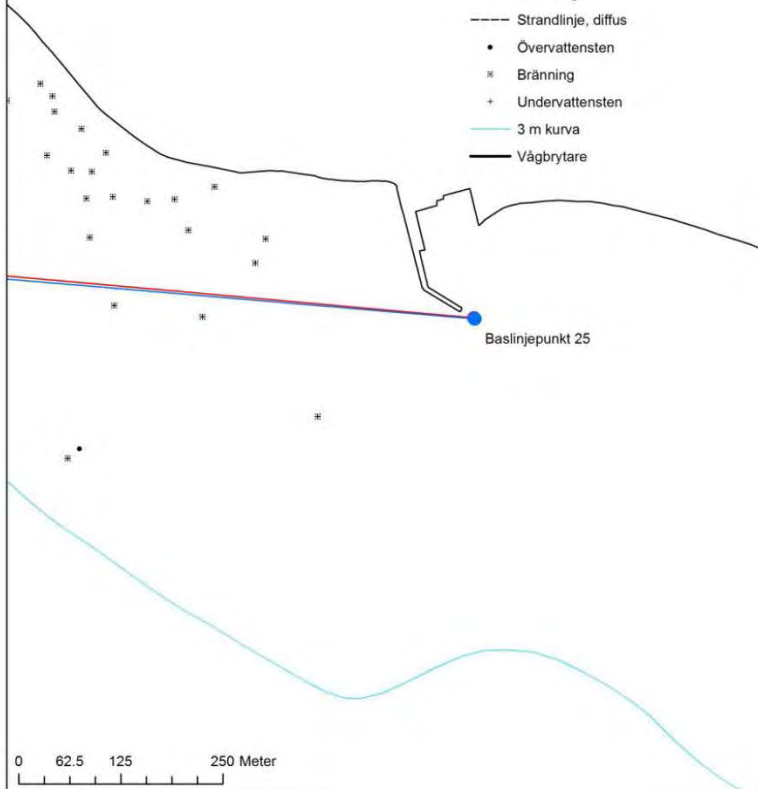 Strandlinje, diffus
Övervattensten
Bränning
Undervattensten
3 m kurva
Vågbrytare
Baslinjepunkt 25
0 62.5 125 250 Meter